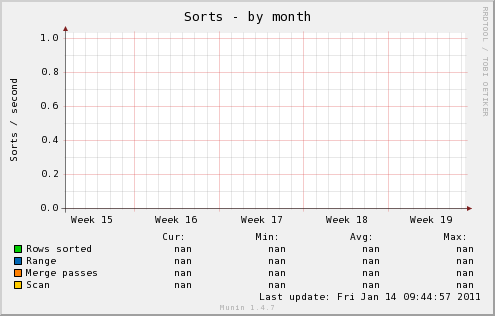 Sorts - by month
RRDTOOL / TOBI OETIKER
Sorts / second
1.0
0.8
0.6
0.4
0.2
0.0
Week 15 Week 16 Week 17 Week 18 Week 19
Cur: Min: Avg: Max:
Rows sorted nan nan nan nan
Range nan nan nan nan
Merge passes nan nan nan nan
Scan nan nan nan nan
Last update: Fri Jan 14 09:44:57 2011
Munin 1.4.7